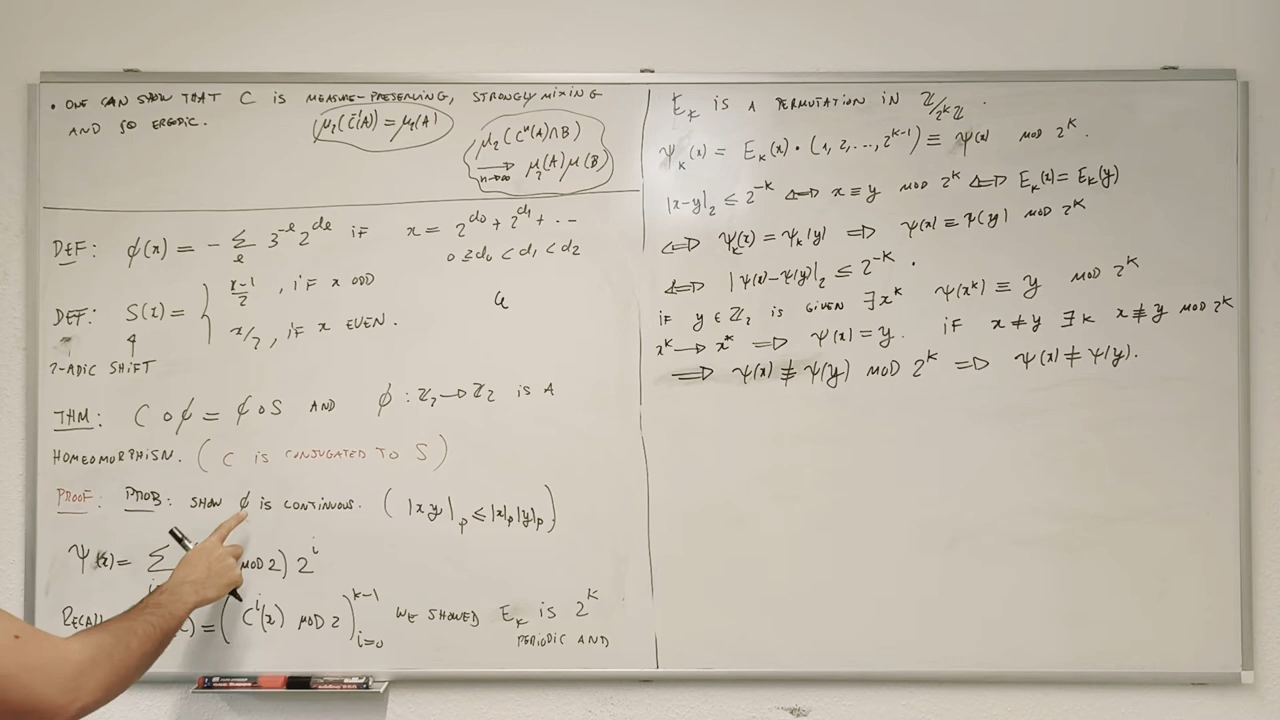 • ONE CAN SHOW THAT C IS MEASURE-PRESERVING, STRONGLY MIXING
AND SO ERGODIC.
μ₂(C⁻¹(A)) = μ₂(A)
μ₂(Cⁿ(A)∩B)
→ n→∞ μ₂(A)μ(B)
DEF: ϕ(x) = - Σ_ℓ 3^{-ℓ} 2^{dℓ} IF x = 2^{d₀} + 2^{d₁} + ...
0 ≥ d₀ < d₁ < d₂
DEF: S(x) = { x-1/2 , IF x ODD
x/2, IF x EVEN.
2-ADIC SHIFT
THM: C∘ϕ = ϕ∘S AND ϕ: ℤ₂→ℤ₂ IS A
HOMEOMORPHISM. (C IS CONJUGATED TO S)
PROOF: PROB: SHOW ϕ IS CONTINUOUS. (|xy|_p ≤ |x|_p|y|_p)
Ψ(x) = Σ MOD 2) 2^i
RECALL = (C^i(x) MOD 2)_{i=0}^{k-1} WE SHOWED E_k IS 2^k
PERIODIC AND
E_k IS A PERMUTATION IN ℤ/2^kℤ.
Ψ_k(x) = E_k(x)·(1, 2, ..., 2^{k-1}) ≡ Ψ(x) MOD 2^k.
|x-y|₂ ≤ 2^{-k} ⟺ x ≡ y MOD 2^k ⟺ E_k(x) = E_k(y)
⟺ Ψ_k(x) = Ψ_k(y) ⟹ Ψ(x) ≡ Ψ(y) MOD 2^k
⟺ |Ψ(x)-Ψ(y)|₂ ≤ 2^{-k}.
IF y ∈ ℤ₂ IS GIVEN ∃x^k Ψ(x^k) ≡ y MOD 2^k
x^k → x^* ⟹ Ψ(x) = y. IF x ≠ y ∃k x ≢ y MOD 2^k
⟹ Ψ(x) ≢ Ψ(y) MOD 2^k ⟹ Ψ(x) ≠ Ψ(y).